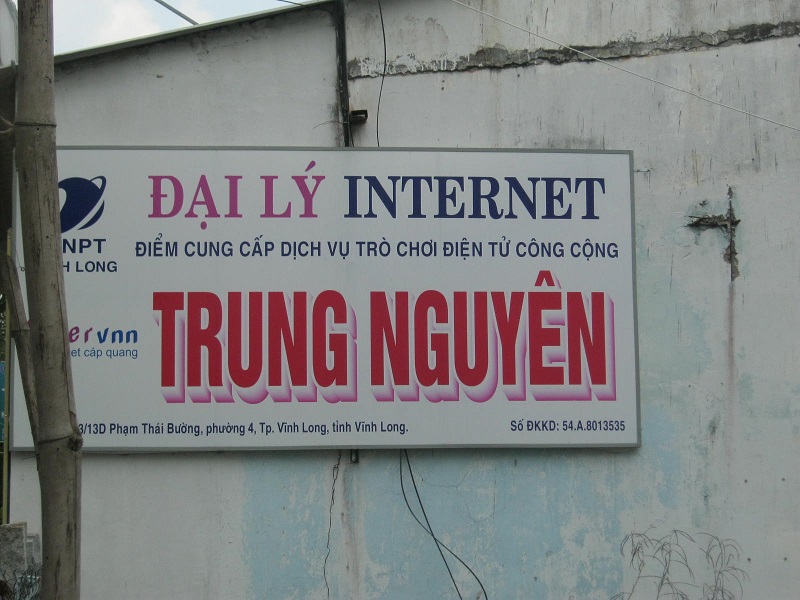 ĐẠI LÝ INTERNET
NPT
H LONG
ĐIỂM CUNG CẤP DỊCH VỤ TRÒ CHƠI ĐIỆN TỬ CÔNG CỘNG
er vnn
et cáp quang
TRUNG NGUYÊN
3/13D Phạm Thái Bường, phường 4, Tp. Vĩnh Long, tỉnh Vĩnh Long.
Số ĐKKD: 54.A.8013535